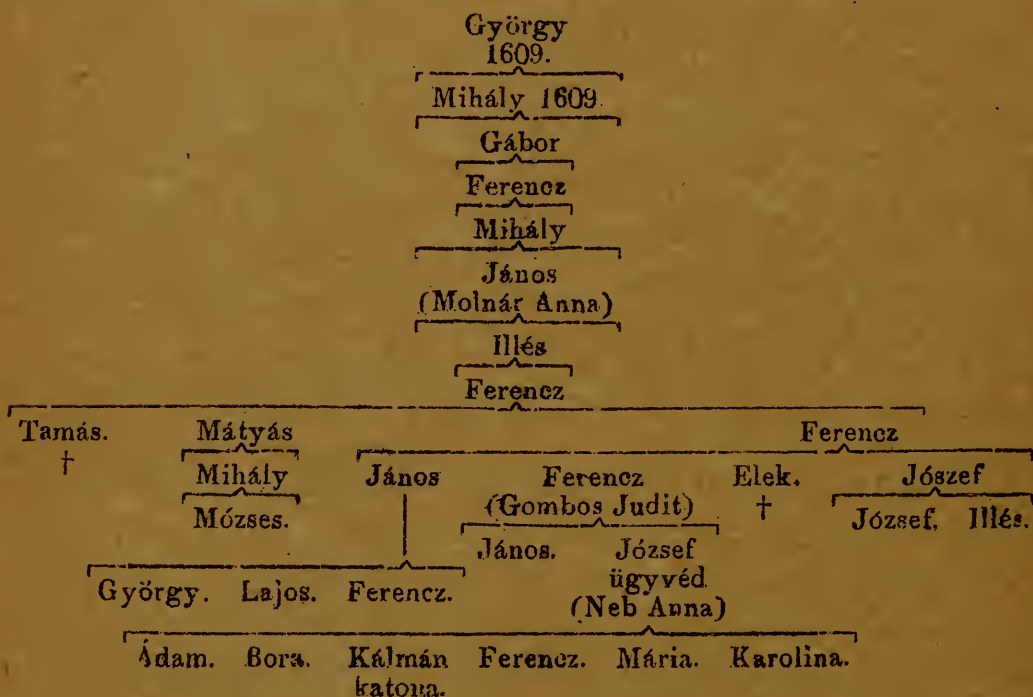 György
1609.
Mihály 1609.
Gábor
Ferencz
Mihály
János
(Molnár Anna)
Illés
Ferencz
Tamás. Mátyás Ferencz
† Mihály János Ferencz Elek. Jószef
Mózses. (Gombos Judit) † József, Illés.
János. József
ügyvéd
György. Lajos. Ferencz. (Neb Anna)
Ádam. Bora. Kálmán Ferencz. Mária. Karolina.
katona.